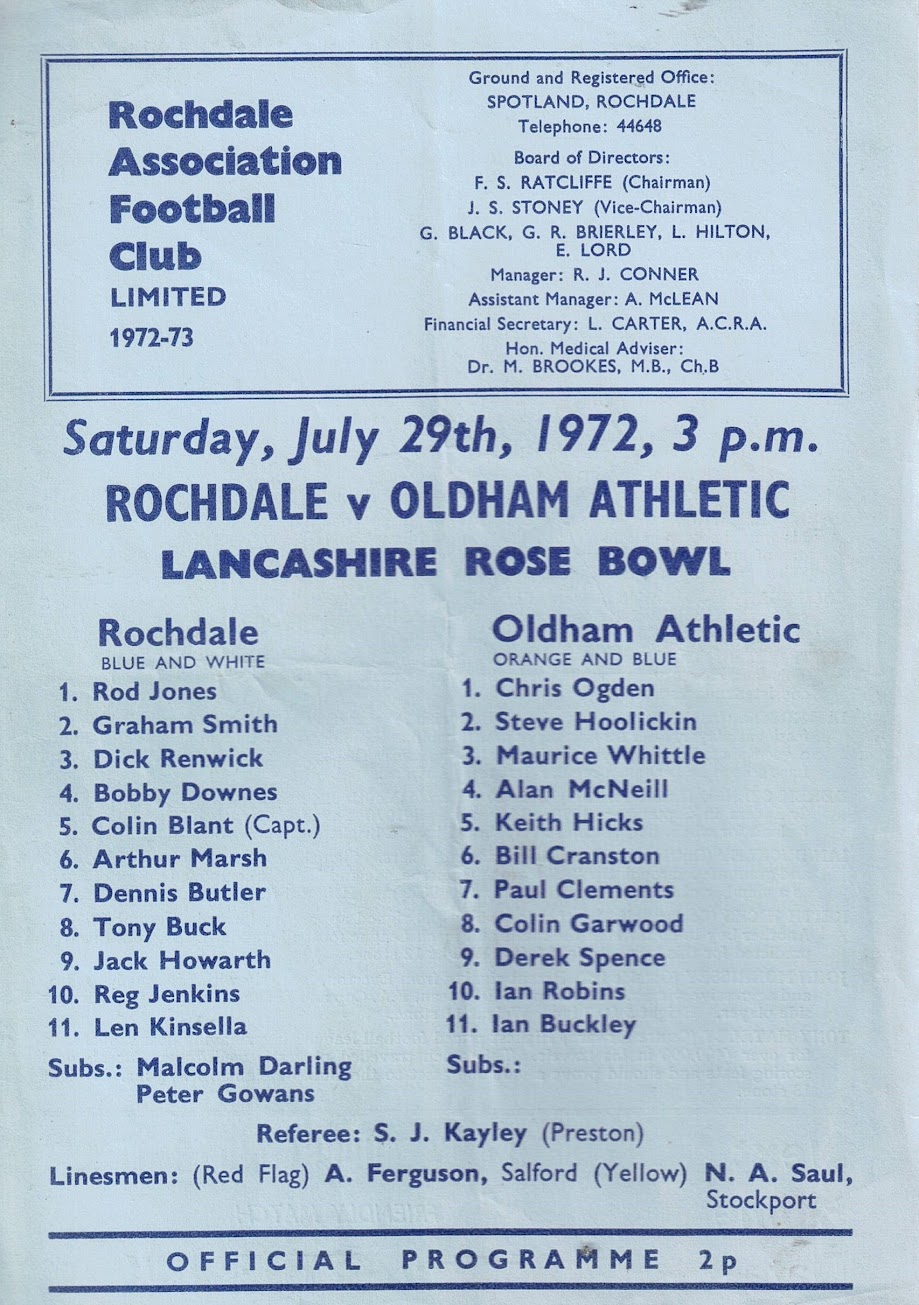 Rochdale
Association
Football
Club
LIMITED
1972-73
Ground and Registered Office:
SPOTLAND, ROCHDALE
Telephone: 44648
Board of Directors:
F. S. RATCLIFFE (Chairman)
J. S. STONEY (Vice-Chairman)
G. BLACK, G. R. BRIERLEY, L. HILTON,
E. LORD
Manager: R. J. CONNER
Assistant Manager: A. McLEAN
Financial Secretary: L. CARTER, A.C.R.A.
Hon. Medical Adviser:
Dr. M. BROOKES, M.B., Ch.B
Saturday, July 29th, 1972, 3 p.m.
ROCHDALE v OLDHAM ATHLETIC
LANCASHIRE ROSE BOWL
Rochdale
BLUE AND WHITE
1. Rod Jones
2. Graham Smith
3. Dick Renwick
4. Bobby Downes
5. Colin Blant (Capt.)
6. Arthur Marsh
7. Dennis Butler
8. Tony Buck
9. Jack Howarth
10. Reg Jenkins
11. Len Kinsella
Subs.: Malcolm Darling
Peter Gowans
Oldham Athletic
ORANGE AND BLUE
1. Chris Ogden
2. Steve Hoolickin
3. Maurice Whittle
4. Alan McNeill
5. Keith Hicks
6. Bill Cranston
7. Paul Clements
8. Colin Garwood
9. Derek Spence
10. Ian Robins
11. Ian Buckley
Subs.:
Referee: S. J. Kayley (Preston)
Linesmen: (Red Flag) A. Ferguson, Salford (Yellow) N. A. Saul,
Stockport
OFFICIAL PROGRAMME 2p